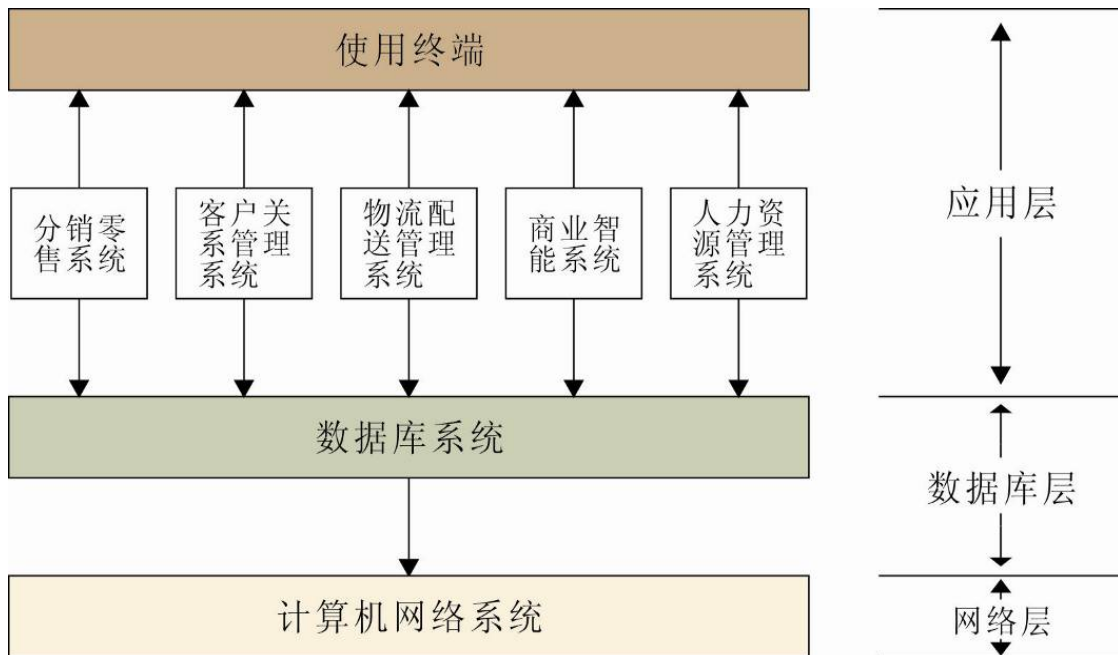 使用终端
应用层
分销零
售系统
客户关
系管理
系统
物流配
送管理
系统
商业智
能系统
人力资
源管理
系统
数据库系统
数据库层
计算机网络系统
网络层